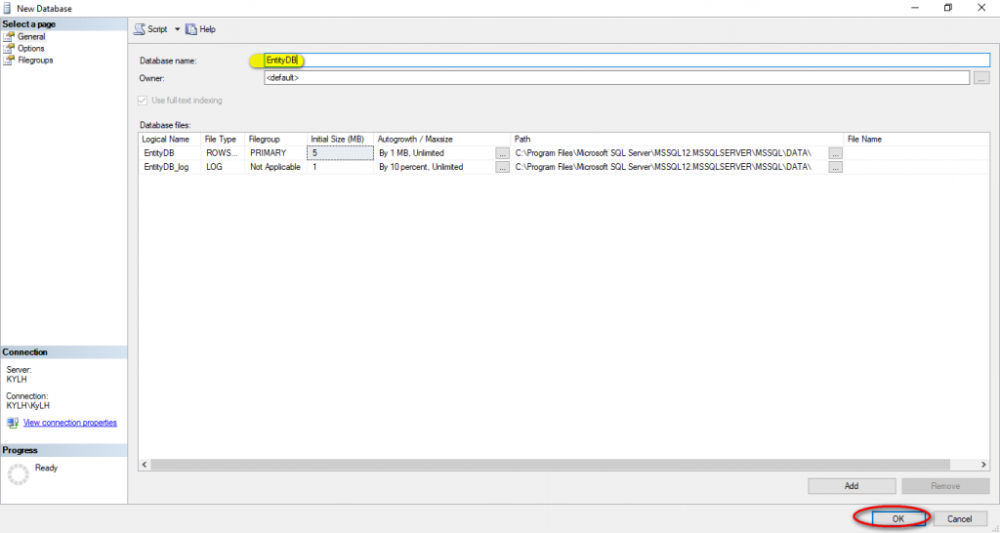 New Database
Select a page
General
Options
Filegroups
Script Help
Database name: EntityDB
Owner: <default>
...
Use full-text indexing
Database files:
Logical Name File Type Filegroup Initial Size (MB) Autogrowth / Maxsize Path File Name
EntityDB ROWS... PRIMARY 5 By 1 MB, Unlimited ... C:\Program Files\Microsoft SQL Server\MSSQL12.MSSQLSERVER\MSSQL\DATA\ ...
EntityDB_log LOG Not Applicable 1 By 10 percent, Unlimited ... C:\Program Files\Microsoft SQL Server\MSSQL12.MSSQLSERVER\MSSQL\DATA\ ...
Connection
Server:
KYLH
Connection:
KYLH\KyLH
View connection properties
Progress
Ready
Add Remove
OK Cancel